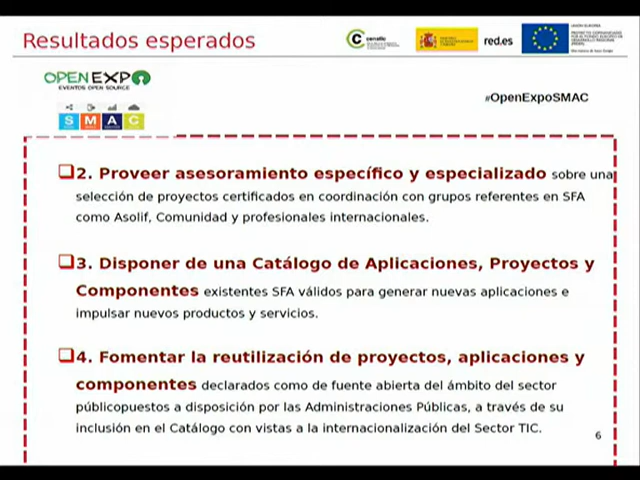 Resultados esperados
cenatic
red.es
UNIÓN EUROPEA
OPENEXPO
EVENTOS OPEN SOURCE
#OpenExpoSMAC
S M A C
2. Proveer asesoramiento específico y especializado sobre una
selección de proyectos certificados en coordinación con grupos referentes en SFA
como Asolif, Comunidad y profesionales internacionales.
3. Disponer de una Catálogo de Aplicaciones, Proyectos y
Componentes existentes SFA válidos para generar nuevas aplicaciones e
impulsar nuevos productos y servicios.
4. Fomentar la reutilización de proyectos, aplicaciones y
componentes declarados como de fuente abierta del ámbito del sector
públicopuestos a disposición por las Administraciones Públicas, a través de su
inclusión en el Catálogo con vistas a la internacionalización del Sector TIC.
6